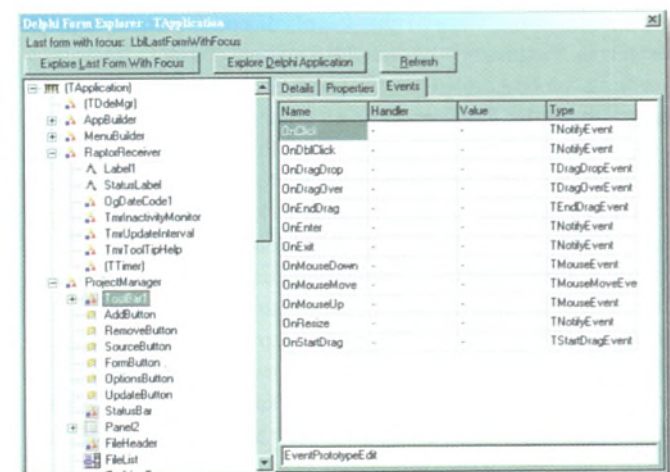 Delphi Form Explorer - TApplication
Last form with focus: LblLastFormWithFocus
Explore Last Form With Focus
Explore Delphi Application
Refresh
(TApplication)
(TDdeMgr)
AppBuilder
MenuBuilder
RaptorReceiver
Label1
StatusLabel
OgDateCode1
TmrInactivityMonitor
TmrUpdateInterval
TmrToolTipHelp
(TTimer)
ProjectManager
ToolBar1
AddButton
RemoveButton
SourceButton
FormButton
OptionsButton
UpdateButton
StatusBar
Panel2
FileHeader
FileList
Details Properties Events
Name Handler Value Type
OnClick - - TNotifyEvent
OnDblClick - - TNotifyEvent
OnDragDrop - - TDragDropEvent
OnDragOver - - TDragOverEvent
OnEndDrag - - TEndDragEvent
OnEnter - - TNotifyEvent
OnExit - - TNotifyEvent
OnMouseDown - - TMouseEvent
OnMouseMove - - TMouseMoveEve
OnMouseUp - - TMouseEvent
OnResize - - TNotifyEvent
OnStartDrag - - TStartDragEvent
EventPrototypeEdit